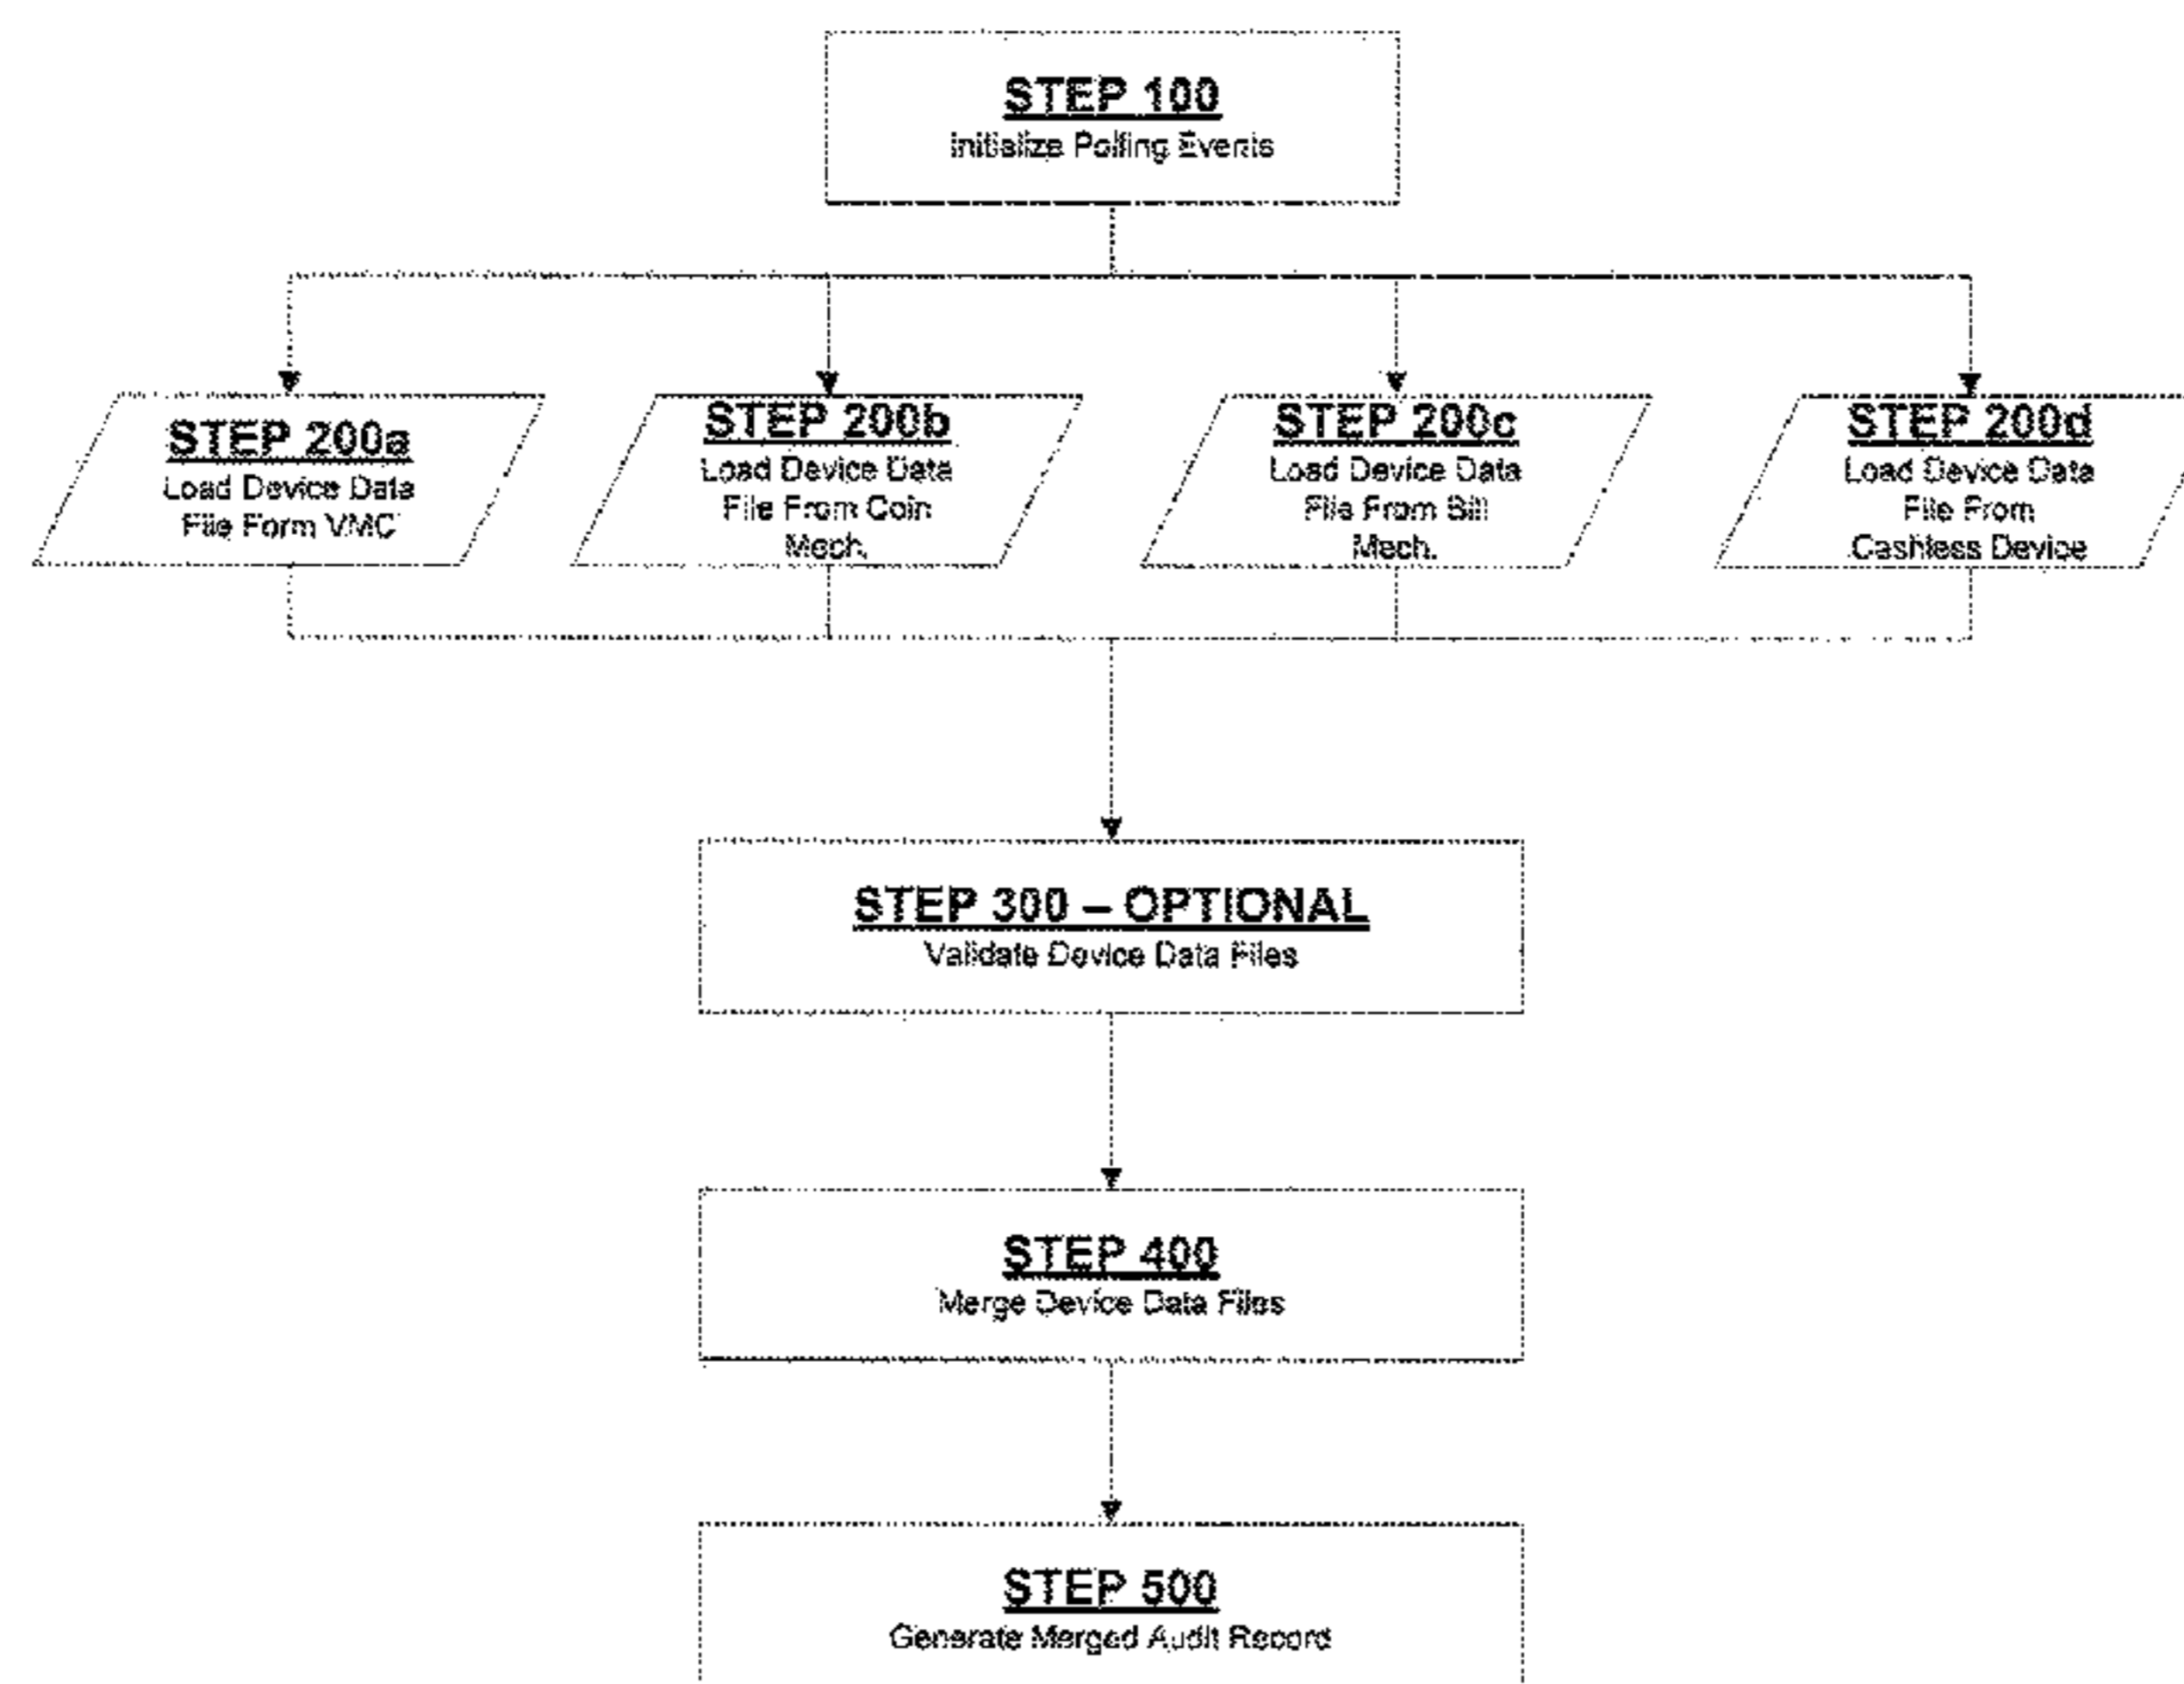 STEP 100
Initialize Polling Events
STEP 200a
Load Device Data
File Form VMC
STEP 200b
Load Device Data
File From Coin
Mech.
STEP 200c
Load Device Data
File From Bill
Mech.
STEP 200d
Load Device Data
File From
Cashless Device
STEP 300 – OPTIONAL
Validate Device Data Files
STEP 400
Merge Device Data Files
STEP 500
Generate Merged Audit Record